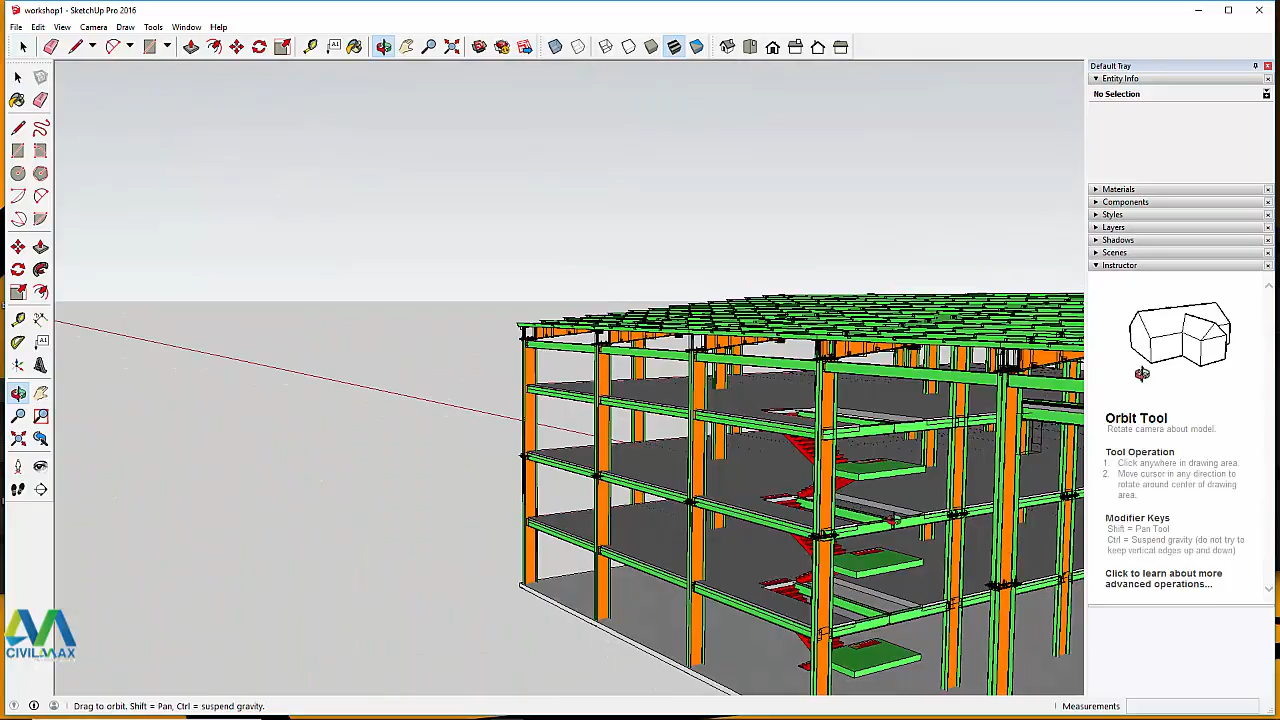 workshop1 - SketchUp Pro 2016
File Edit View Camera Draw Tools Window Help
A1
Default Tray
Entity Info
No Selection
Materials
Components
Styles
Layers
Shadows
Scenes
Instructor
A1
Orbit Tool
Rotate camera about model.
Tool Operation
1. Click anywhere in drawing area.
2. Move cursor in any direction to
rotate around center of drawing
area.
Modifier Keys
Shift = Pan Tool
Ctrl = Suspend gravity (do not try to
keep vertical edges up and down)
Click to learn about more
advanced operations...
CIVILMAX
Drag to orbit. Shift = Pan, Ctrl = suspend gravity.
Measurements